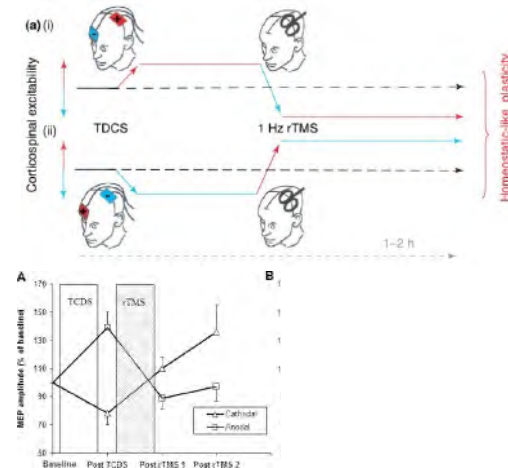 (a) (i)
Corticospinal excitability
TDCS
1 Hz rTMS
(ii)
Homeostatic-like plasticity
1–2 h
A
B
MEP amplitude (% of baseline)
170
150
130
110
90
70
50
TCDS
rTMS
Cathodal
Anodal
Baseline
Post TCDS
Post rTMS 1
Post rTMS 2